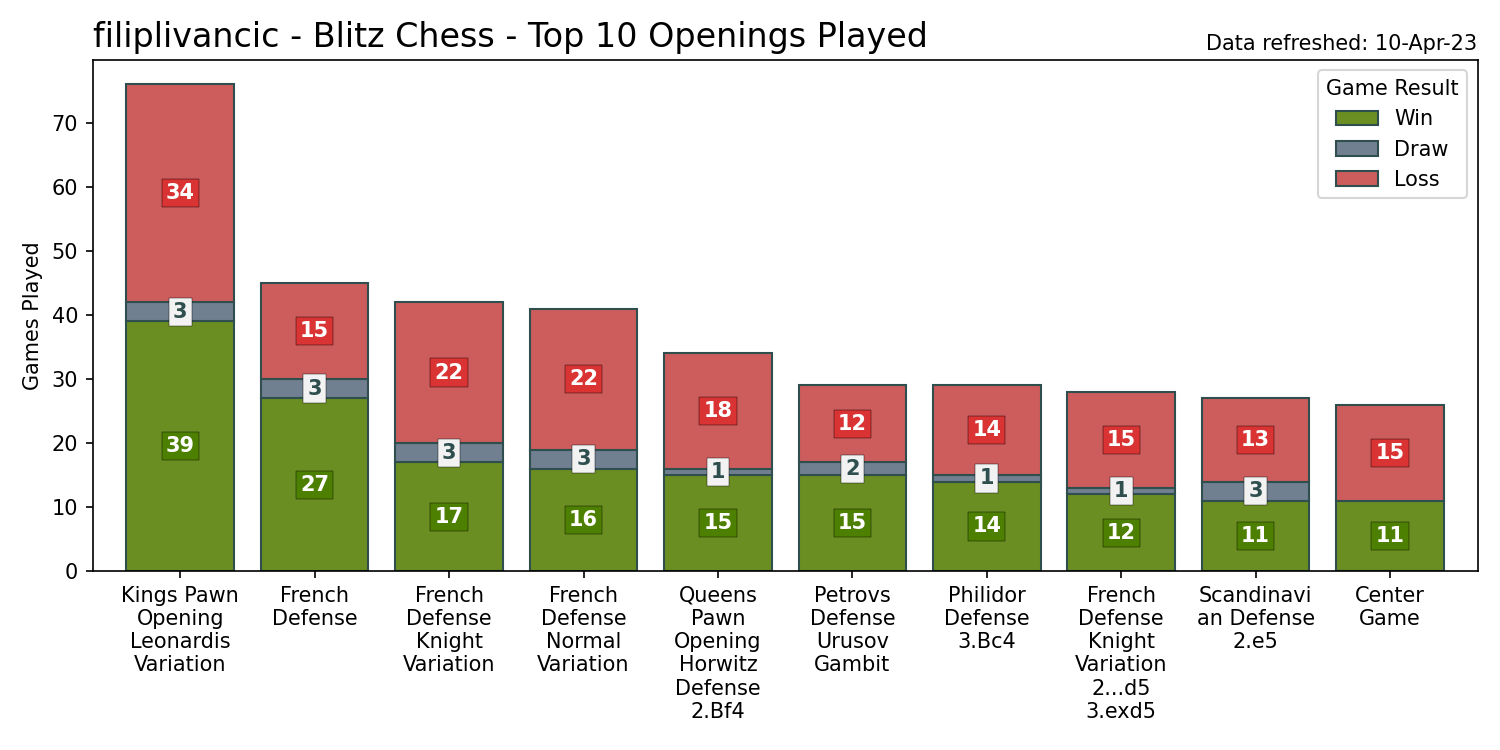 filiplivancic - Blitz Chess - Top 10 Openings Played
Data refreshed: 10-Apr-23
Game Result
Win
Draw
Loss
Games Played
70
60
50
40
30
20
10
0
34
3
39
15
3
27
22
3
17
22
3
16
18
1
15
12
2
15
14
1
14
15
1
12
13
3
11
15
11
Kings Pawn
Opening
Leonardis
Variation
French
Defense
French
Defense
Knight
Variation
French
Defense
Normal
Variation
Queens
Pawn
Opening
Horwitz
Defense
2.Bf4
Petrovs
Defense
Urusov
Gambit
Philidor
Defense
3.Bc4
French
Defense
Knight
Variation
2...d5
3.exd5
Scandinavi
an Defense
2.e5
Center
Game